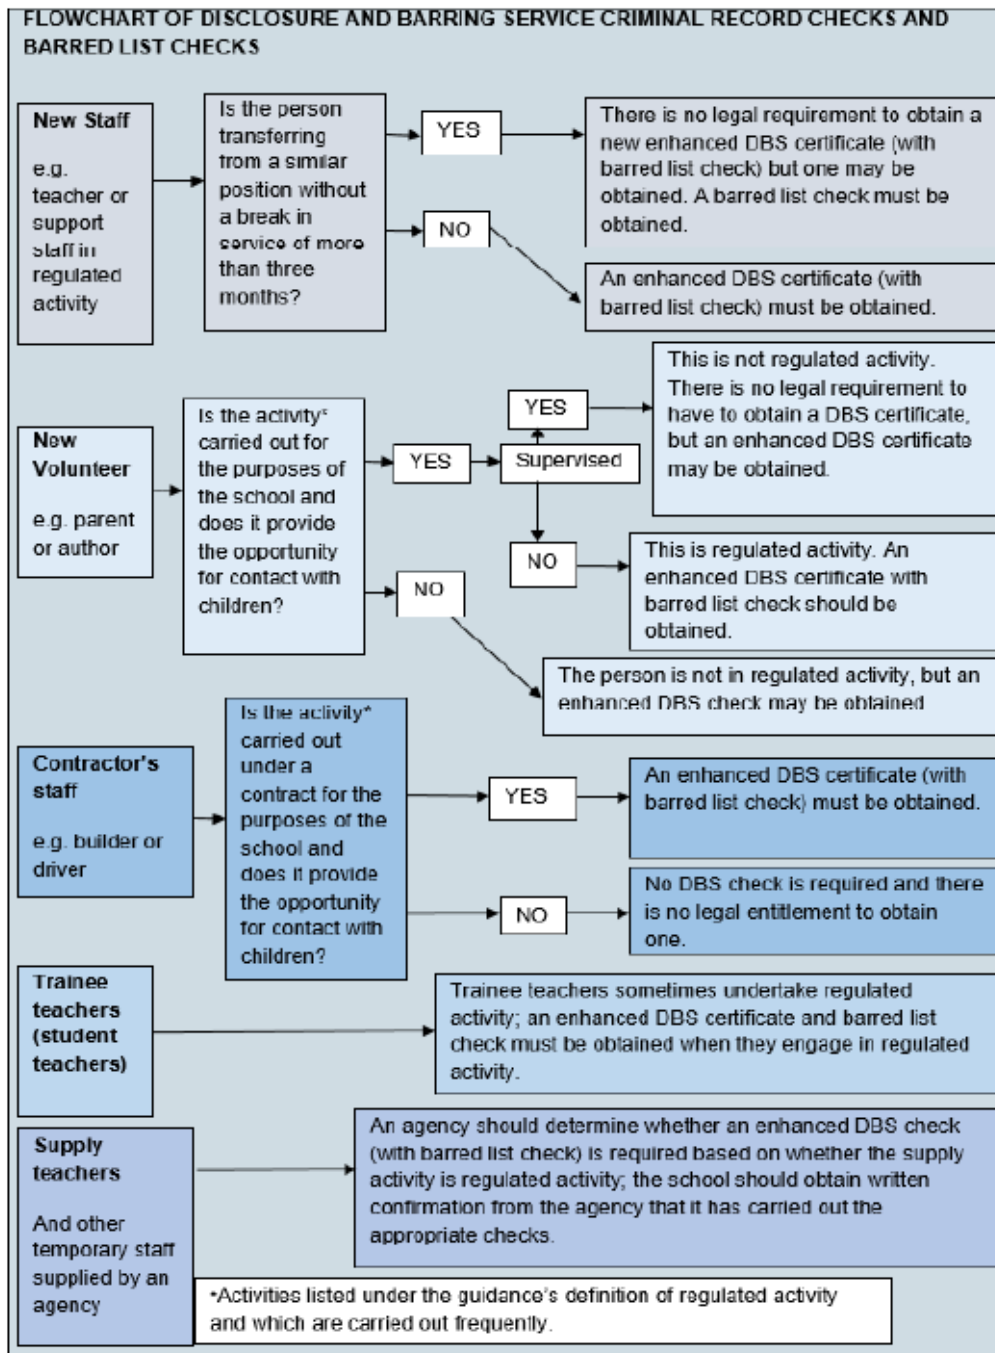 FLOWCHART OF DISCLOSURE AND BARRING SERVICE CRIMINAL RECORD CHECKS AND
BARRED LIST CHECKS
New Staff
e.g.
teacher or
support
staff in
regulated
activity
Is the person
transferring
from a similar
position without
a break in
service of more
than three
months?
YES
There is no legal requirement to obtain a
new enhanced DBS certificate (with
barred list check) but one may be
obtained. A barred list check must be
obtained.
NO
An enhanced DBS certificate (with
barred list check) must be obtained.
New
Volunteer
e.g. parent
or author
Is the activity*
carried out for
the purposes of
the school and
does it provide
the opportunity
for contact with
children?
YES
Supervised
YES
This is not regulated activity.
There is no legal requirement to
have to obtain a DBS certificate,
but an enhanced DBS certificate
may be obtained.
NO
This is regulated activity. An
enhanced DBS certificate with
barred list check should be
obtained.
NO
The person is not in regulated activity, but an
enhanced DBS check may be obtained
Contractor's
staff
e.g. builder or
driver
Is the activity*
carried out
under a
contract for the
purposes of the
school and
does it provide
the opportunity
for contact with
children?
YES
An enhanced DBS certificate (with
barred list check) must be obtained.
NO
No DBS check is required and there
is no legal entitlement to obtain
one.
Trainee
teachers
(student
teachers)
Trainee teachers sometimes undertake regulated
activity; an enhanced DBS certificate and barred list
check must be obtained when they engage in regulated
activity.
Supply
teachers
And other
temporary staff
supplied by an
agency
An agency should determine whether an enhanced DBS check
(with barred list check) is required based on whether the supply
activity is regulated activity; the school should obtain written
confirmation from the agency that it has carried out the
appropriate checks.
*Activities listed under the guidance's definition of regulated activity
and which are carried out frequently.